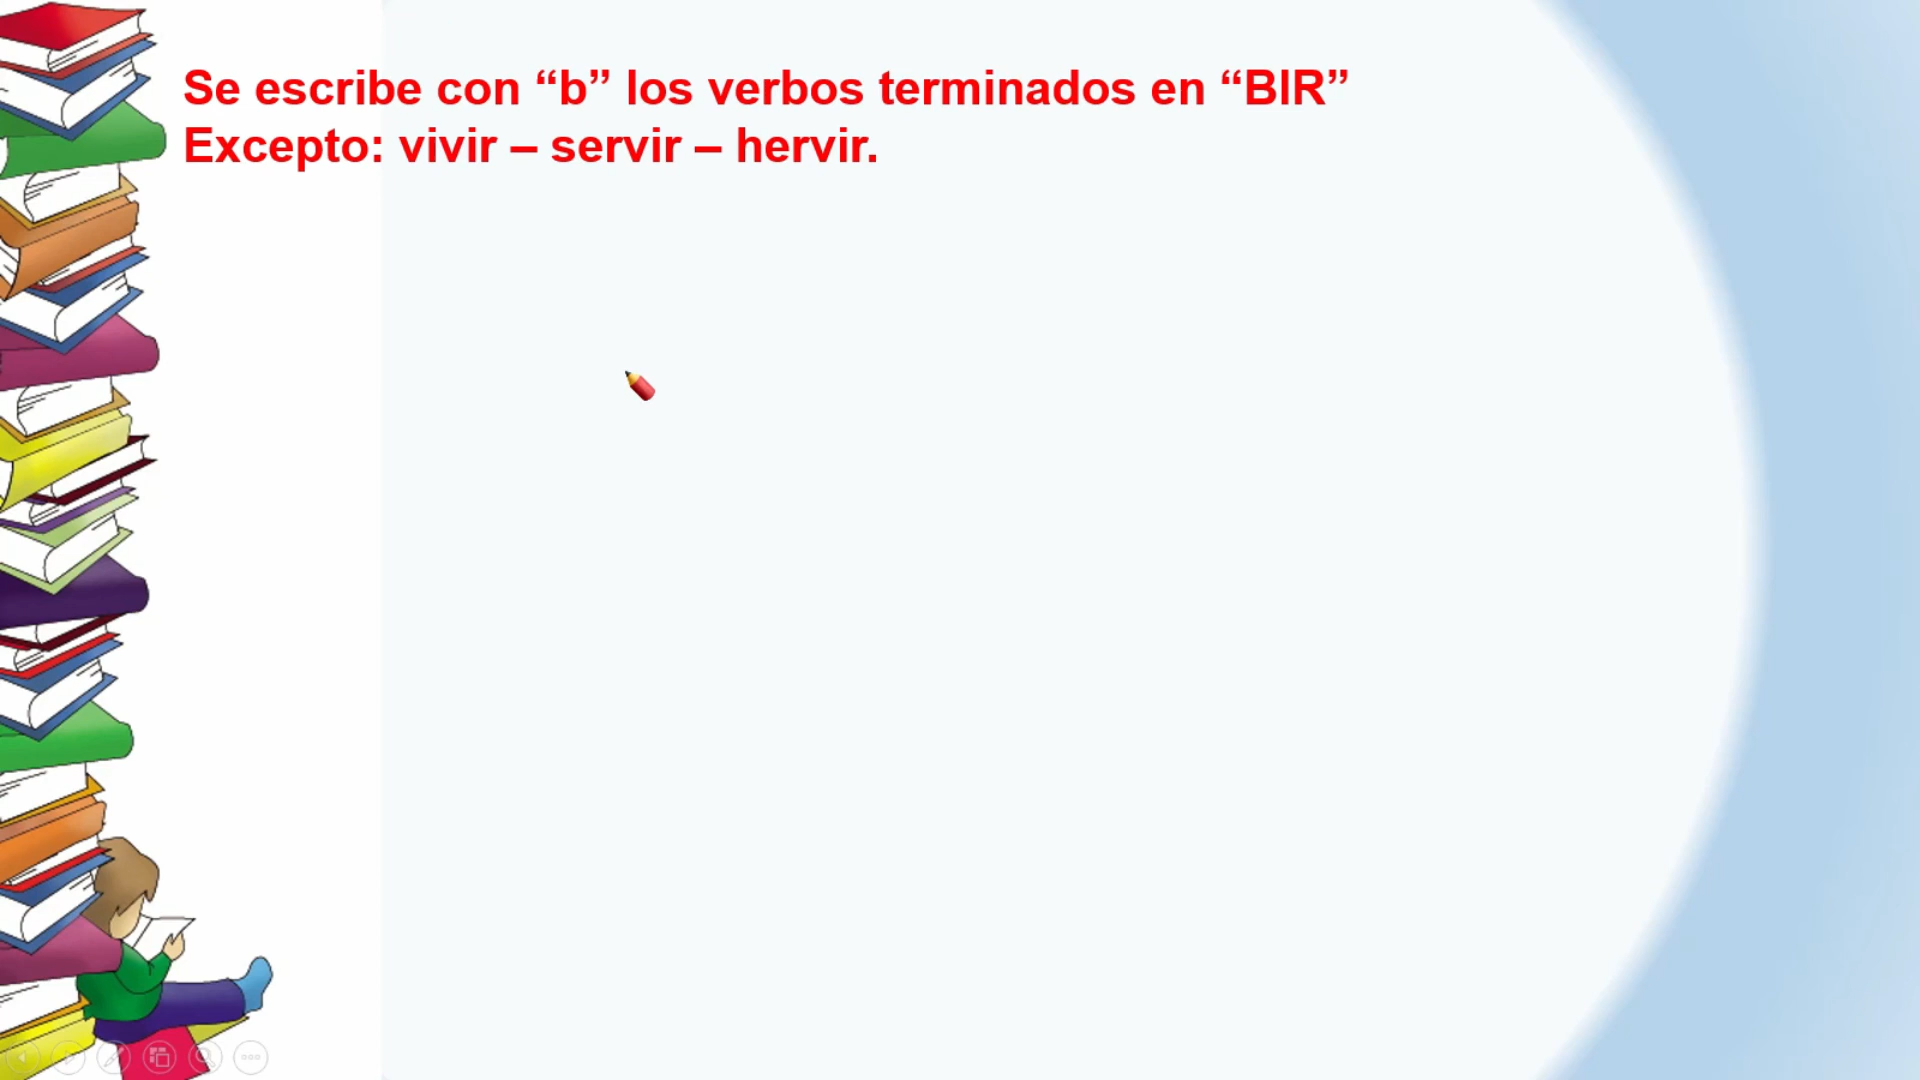 Se escribe con “b” los verbos terminados en “BIR”
Excepto: vivir – servir – hervir.